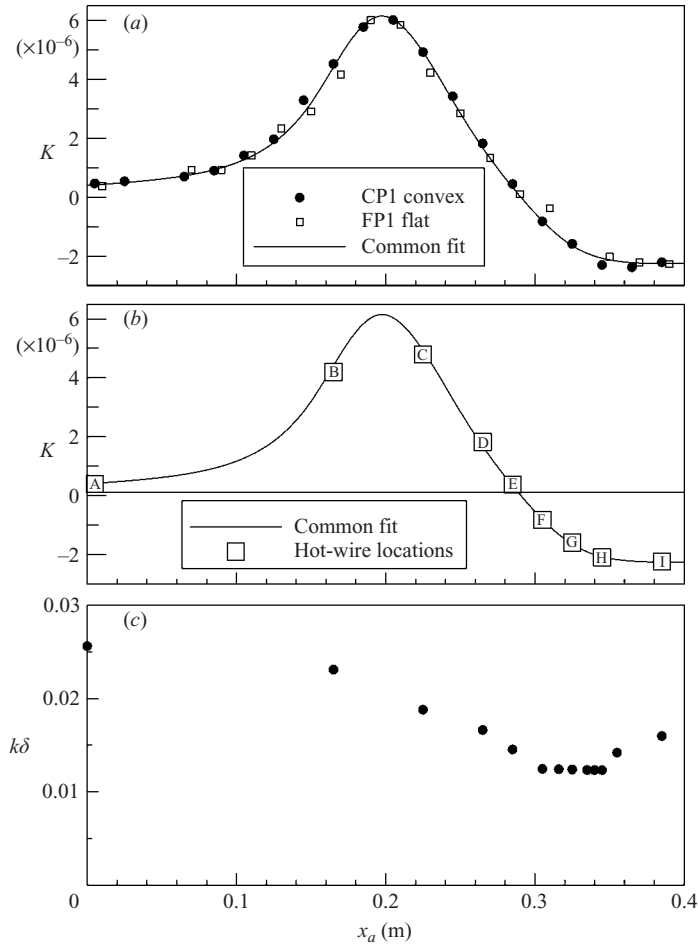 (a)
6
(×10⁻⁶)
4
2
K
0
−2
CP1 convex
FP1 flat
Common fit
(b)
6
(×10⁻⁶)
4
2
K
0
−2
A
B
C
D
E
F
G
H
I
Common fit
Hot-wire locations
(c)
0.03
0.02
kδ
0.01
0 0.1 0.2 0.3 0.4
xₐ (m)